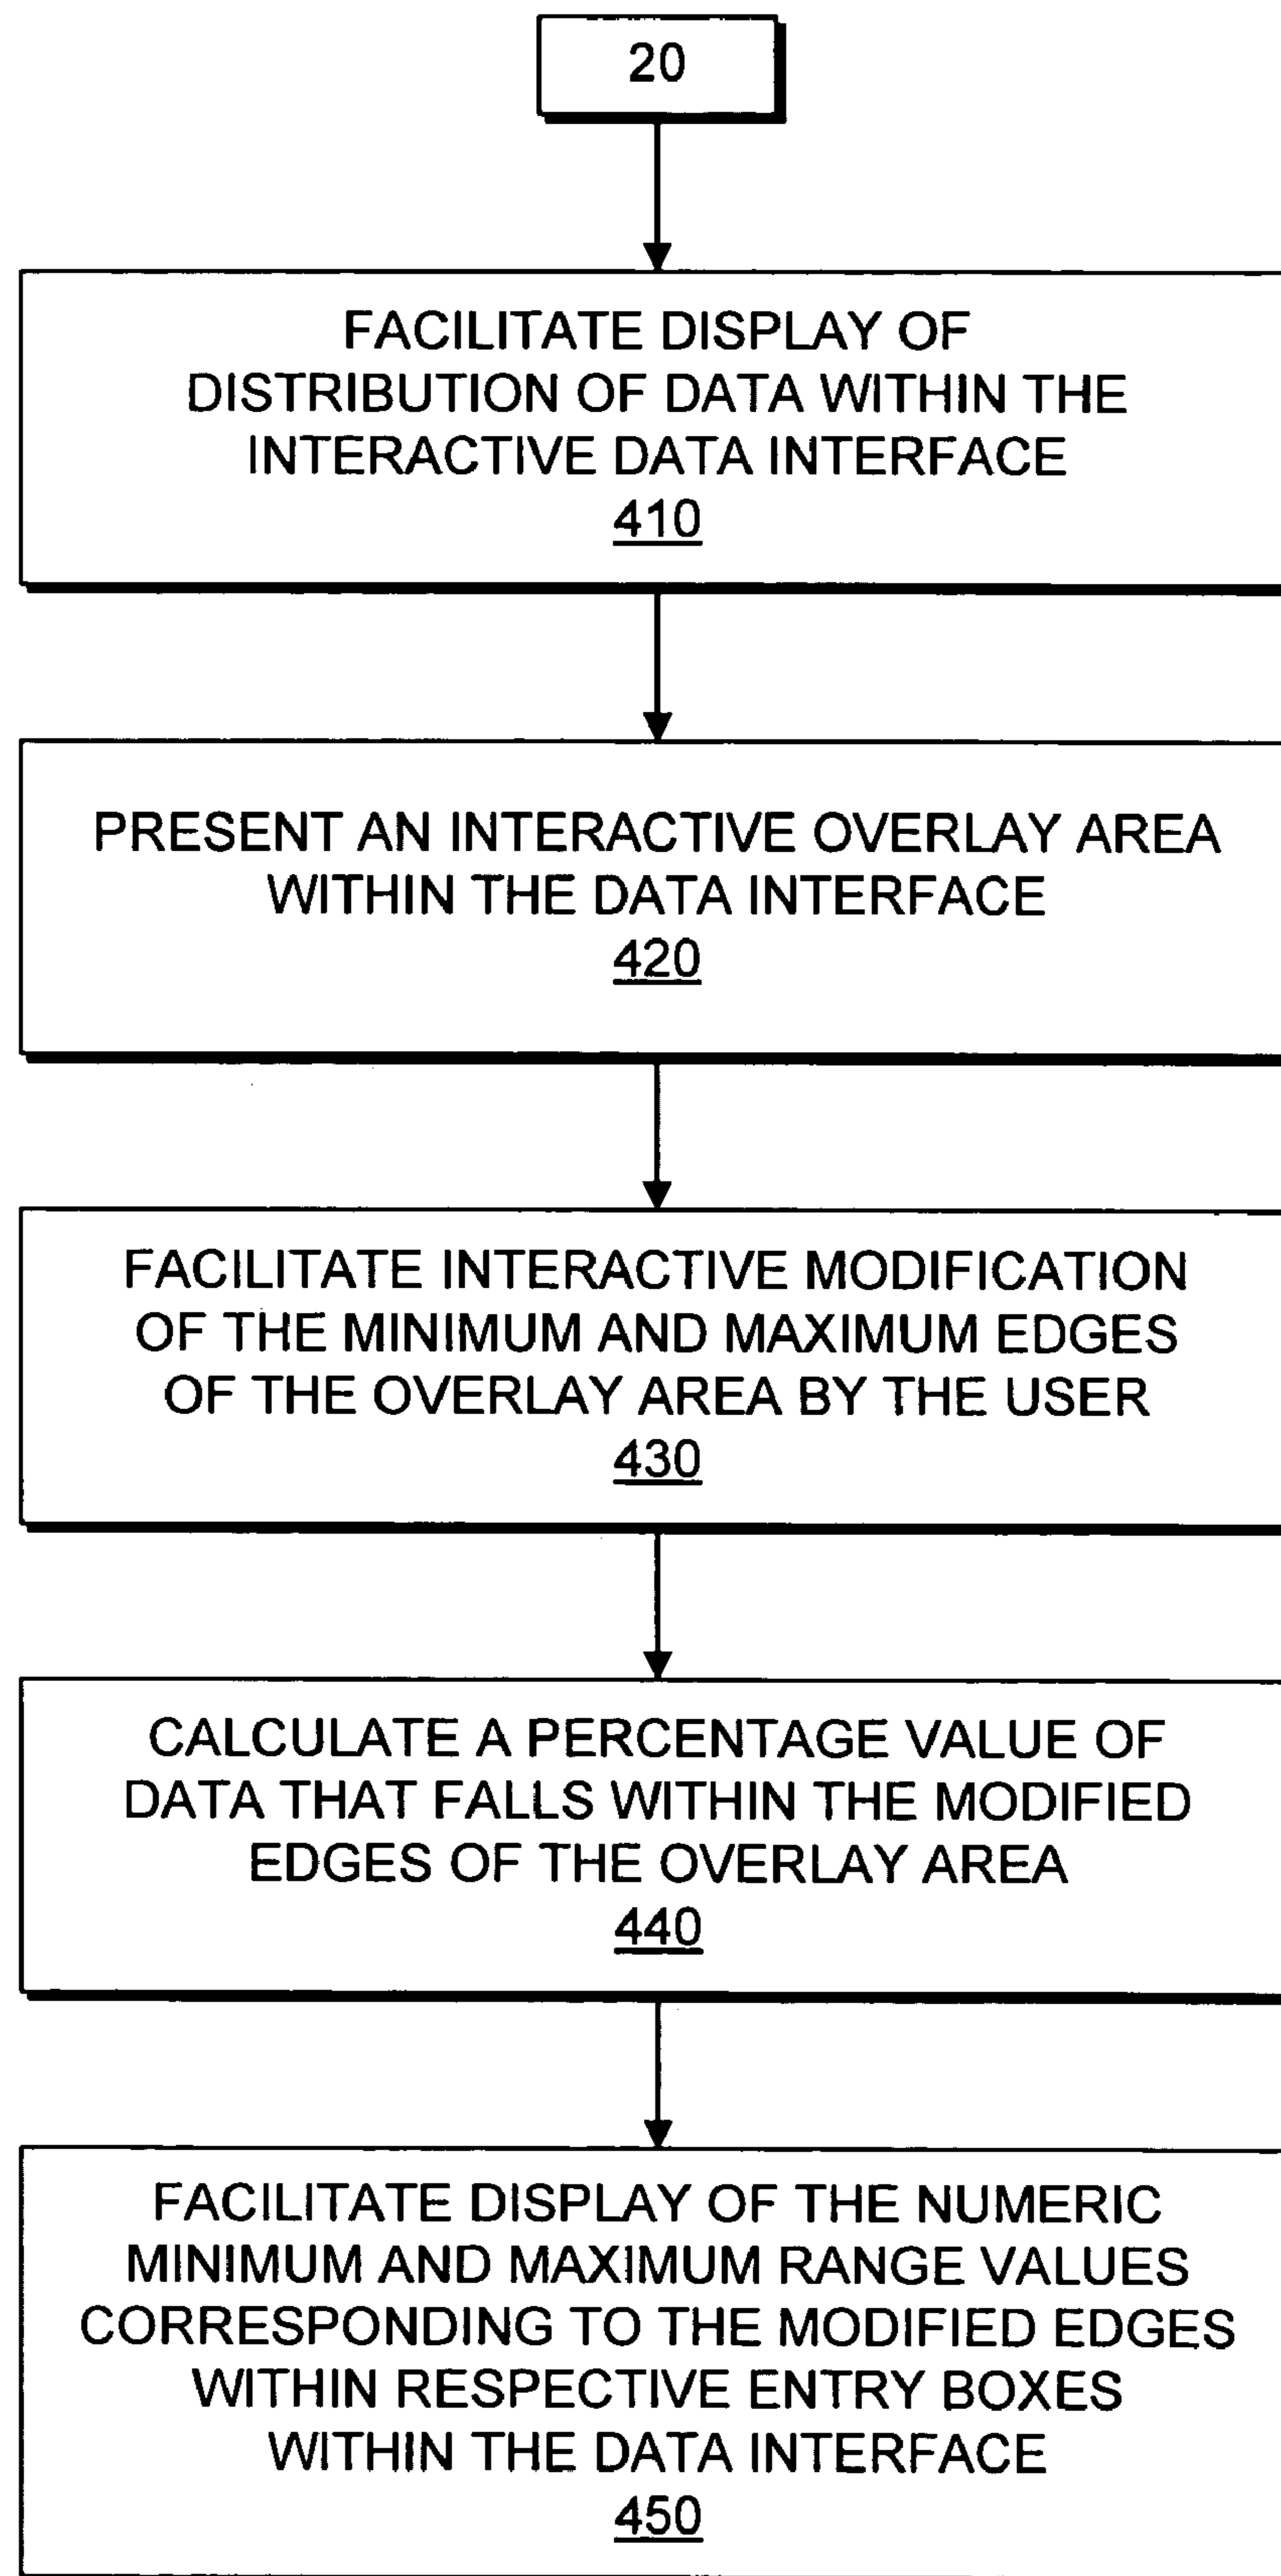 20
FACILITATE DISPLAY OF
DISTRIBUTION OF DATA WITHIN THE
INTERACTIVE DATA INTERFACE
410
PRESENT AN INTERACTIVE OVERLAY AREA
WITHIN THE DATA INTERFACE
420
FACILITATE INTERACTIVE MODIFICATION
OF THE MINIMUM AND MAXIMUM EDGES
OF THE OVERLAY AREA BY THE USER
430
CALCULATE A PERCENTAGE VALUE OF
DATA THAT FALLS WITHIN THE MODIFIED
EDGES OF THE OVERLAY AREA
440
FACILITATE DISPLAY OF THE NUMERIC
MINIMUM AND MAXIMUM RANGE VALUES
CORRESPONDING TO THE MODIFIED EDGES
WITHIN RESPECTIVE ENTRY BOXES
WITHIN THE DATA INTERFACE
450